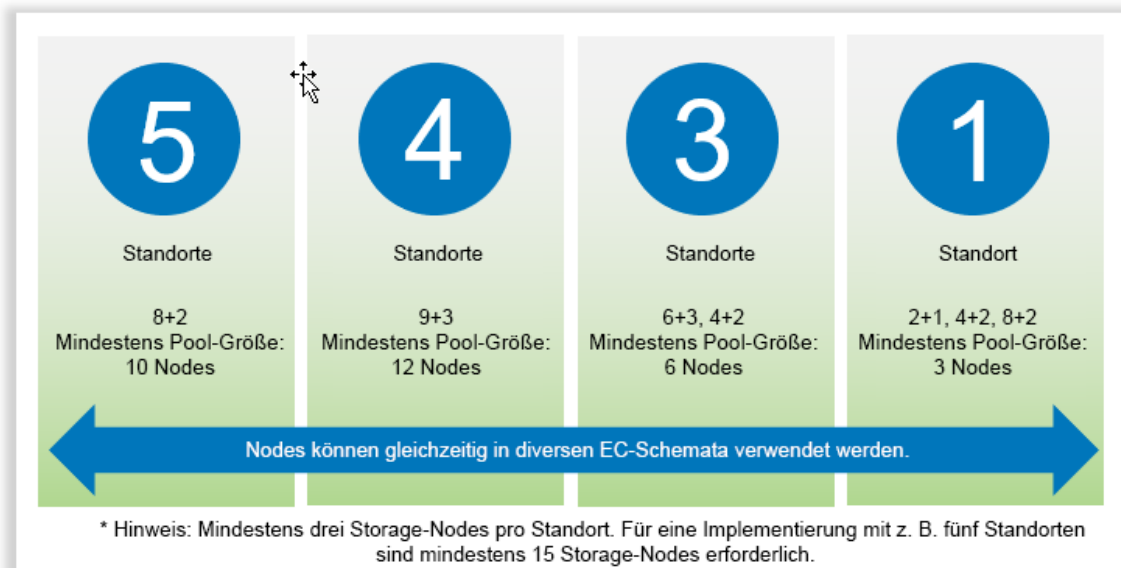 5
Standorte
8+2
Mindestens Pool-Größe:
10 Nodes
4
Standorte
9+3
Mindestens Pool-Größe:
12 Nodes
3
Standorte
6+3, 4+2
Mindestens Pool-Größe:
6 Nodes
1
Standort
2+1, 4+2, 8+2
Mindestens Pool-Größe:
3 Nodes
Nodes können gleichzeitig in diversen EC-Schemata verwendet werden.
* Hinweis: Mindestens drei Storage-Nodes pro Standort. Für eine Implementierung mit z. B. fünf Standorten
sind mindestens 15 Storage-Nodes erforderlich.